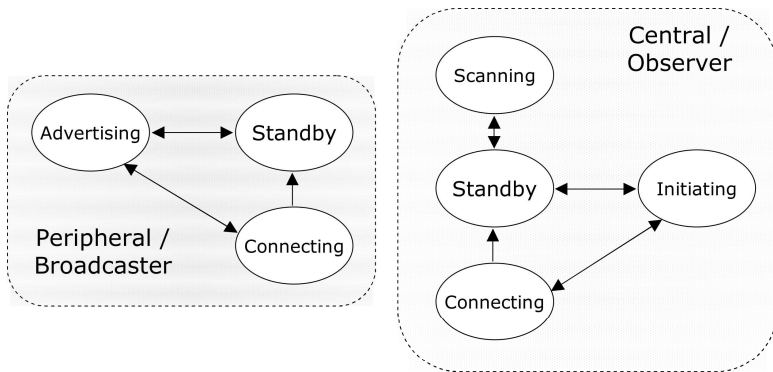 Advertising
Standby
Connecting
Peripheral /
Broadcaster
Central /
Observer
Scanning
Standby
Initiating
Connecting